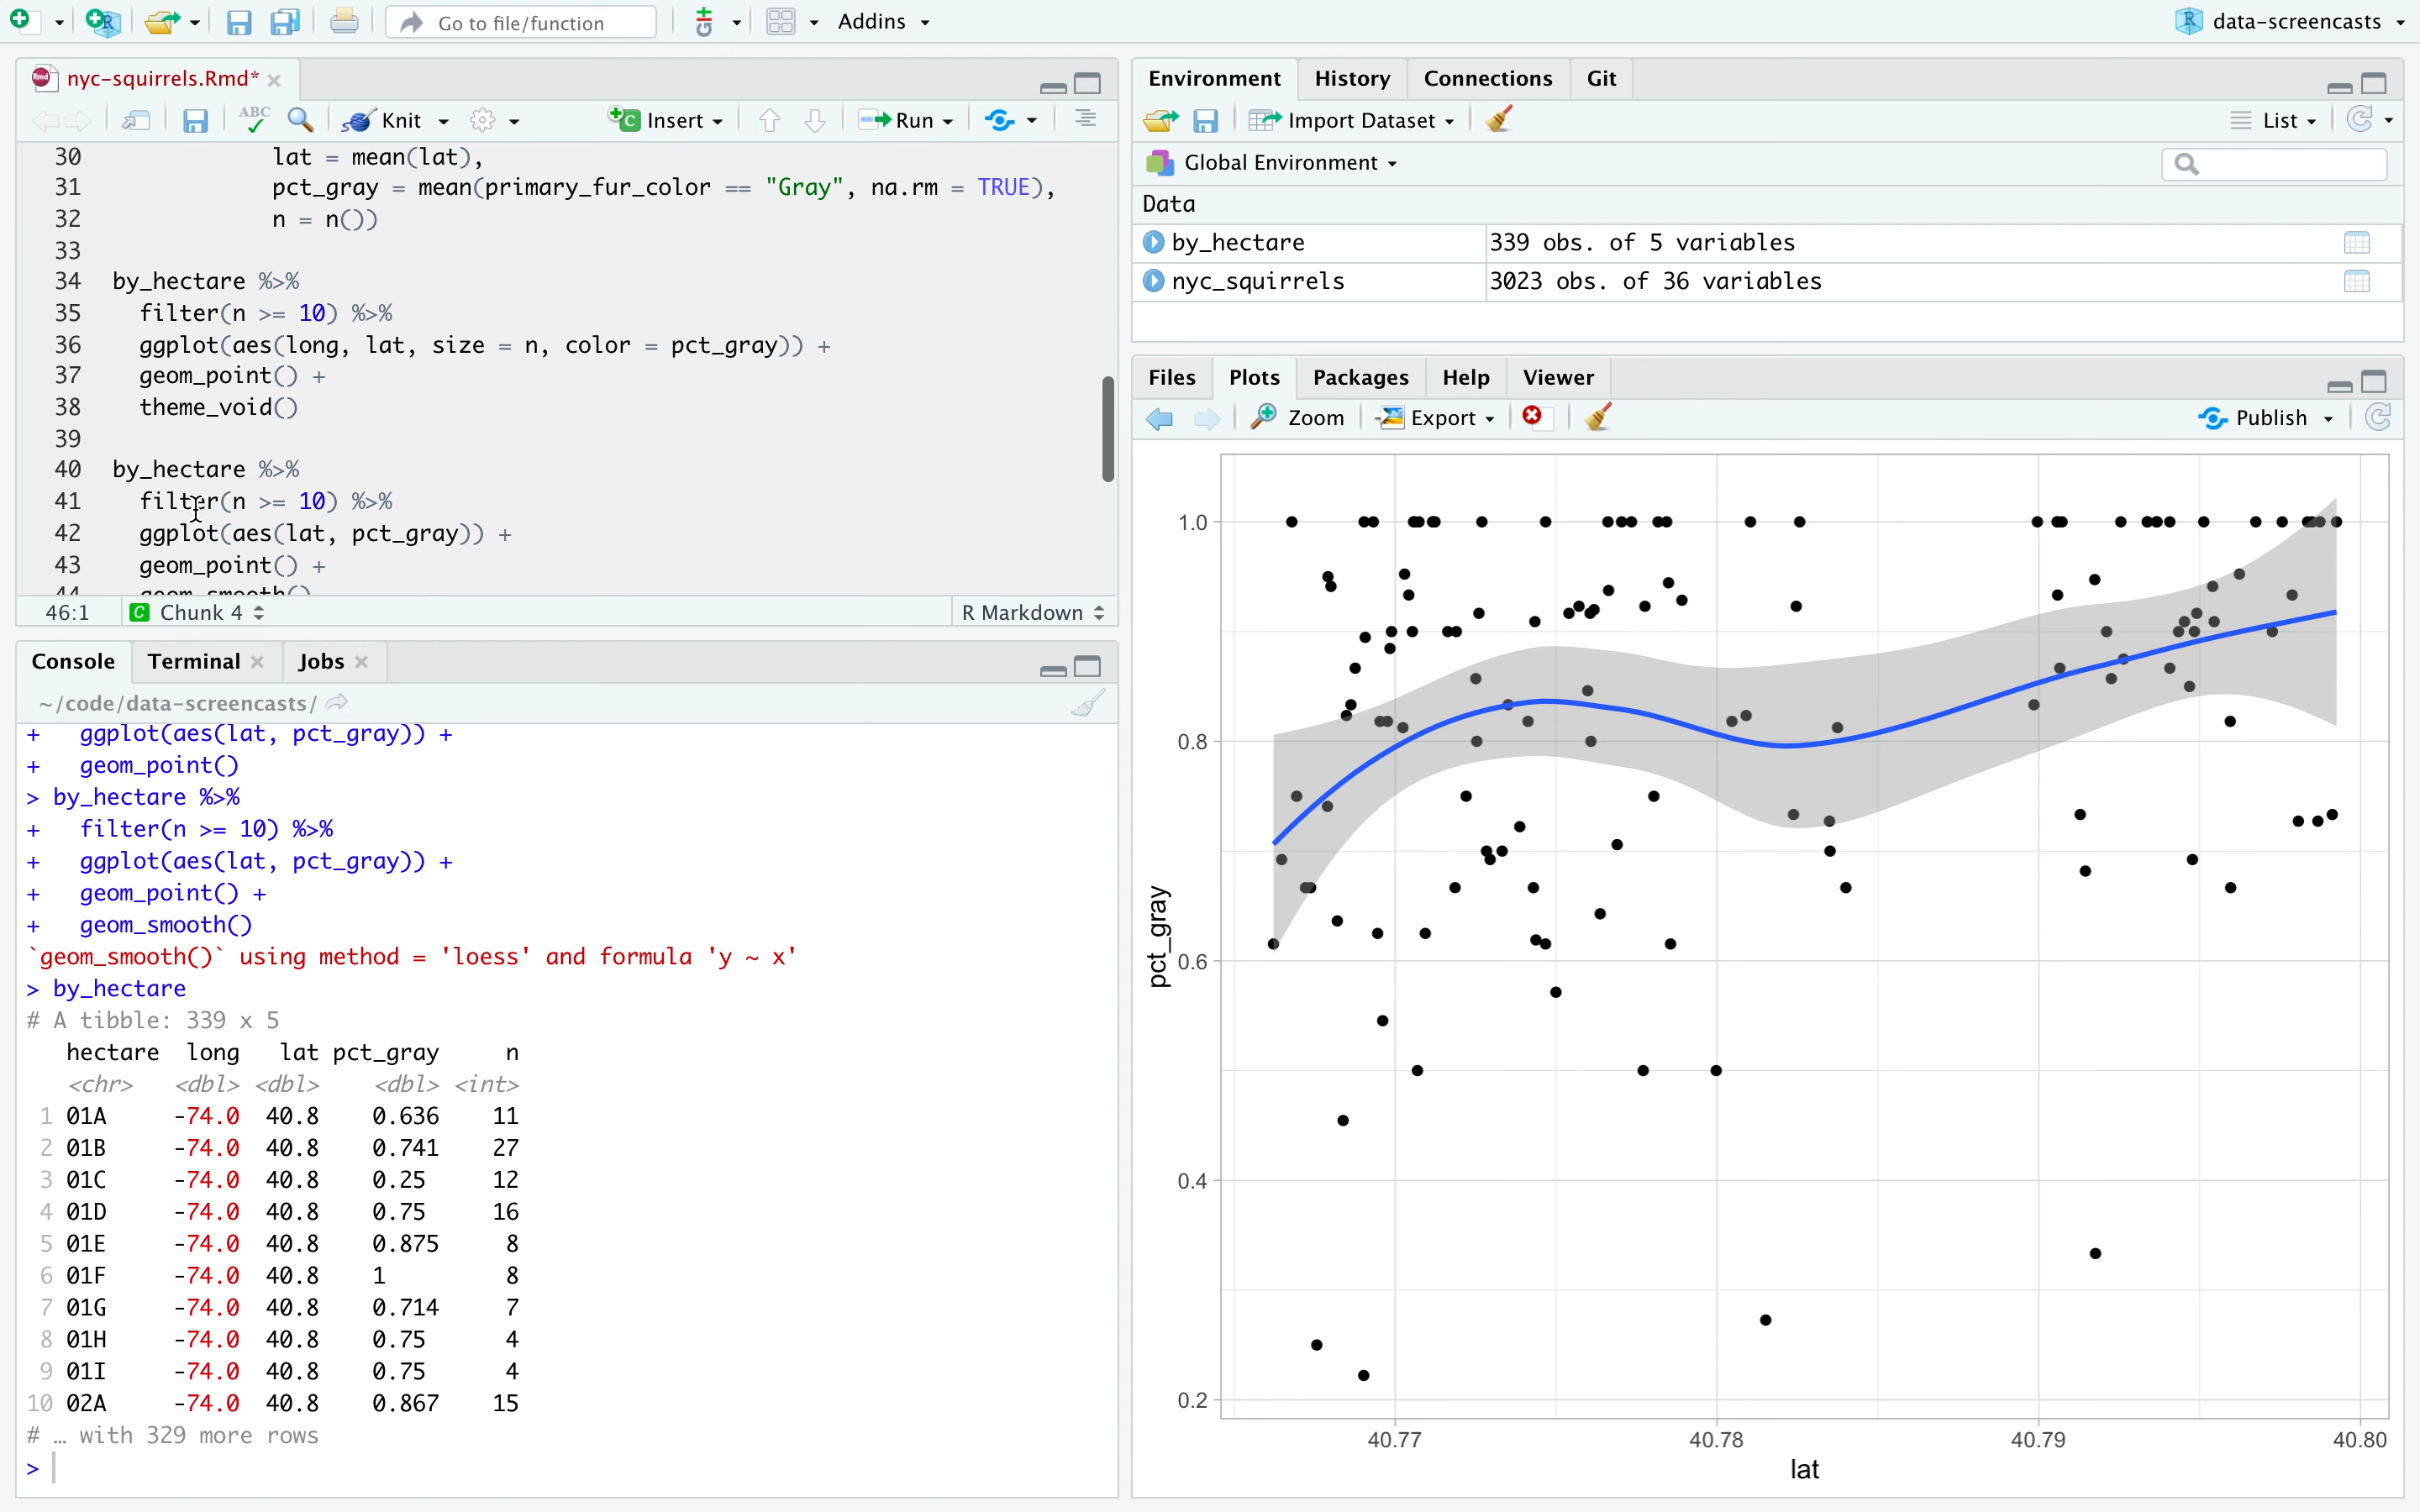 Go to file/function
Addins
data-screencasts
nyc-squirrels.Rmd*
ABC
Knit
Insert
Run
30 lat = mean(lat),
31 pct_gray = mean(primary_fur_color == "Gray", na.rm = TRUE),
32 n = n())
33
34 by_hectare %>%
35 filter(n >= 10) %>%
36 ggplot(aes(long, lat, size = n, color = pct_gray)) +
37 geom_point() +
38 theme_void()
39
40 by_hectare %>%
41 filter(n >= 10) %>%
42 ggplot(aes(lat, pct_gray)) +
43 geom_point() +
44 geom_smooth()
46:1 C Chunk 4 R Markdown
Console Terminal Jobs
~/code/data-screencasts/
+ ggplot(aes(lat, pct_gray)) +
+ geom_point()
> by_hectare %>%
+ filter(n >= 10) %>%
+ ggplot(aes(lat, pct_gray)) +
+ geom_point() +
+ geom_smooth()
`geom_smooth()` using method = 'loess' and formula 'y ~ x'
> by_hectare
# A tibble: 339 x 5
hectare long lat pct_gray n
<chr> <dbl> <dbl> <dbl> <int>
1 01A -74.0 40.8 0.636 11
2 01B -74.0 40.8 0.741 27
3 01C -74.0 40.8 0.25 12
4 01D -74.0 40.8 0.75 16
5 01E -74.0 40.8 0.875 8
6 01F -74.0 40.8 1 8
7 01G -74.0 40.8 0.714 7
8 01H -74.0 40.8 0.75 4
9 01I -74.0 40.8 0.75 4
10 02A -74.0 40.8 0.867 15
# … with 329 more rows
>
Environment History Connections Git
Import Dataset
List
Global Environment
Data
by_hectare 339 obs. of 5 variables
nyc_squirrels 3023 obs. of 36 variables
Files Plots Packages Help Viewer
Zoom Export Publish
1.0
0.8
0.6
0.4
0.2
pct_gray
40.77 40.78 40.79 40.80
lat